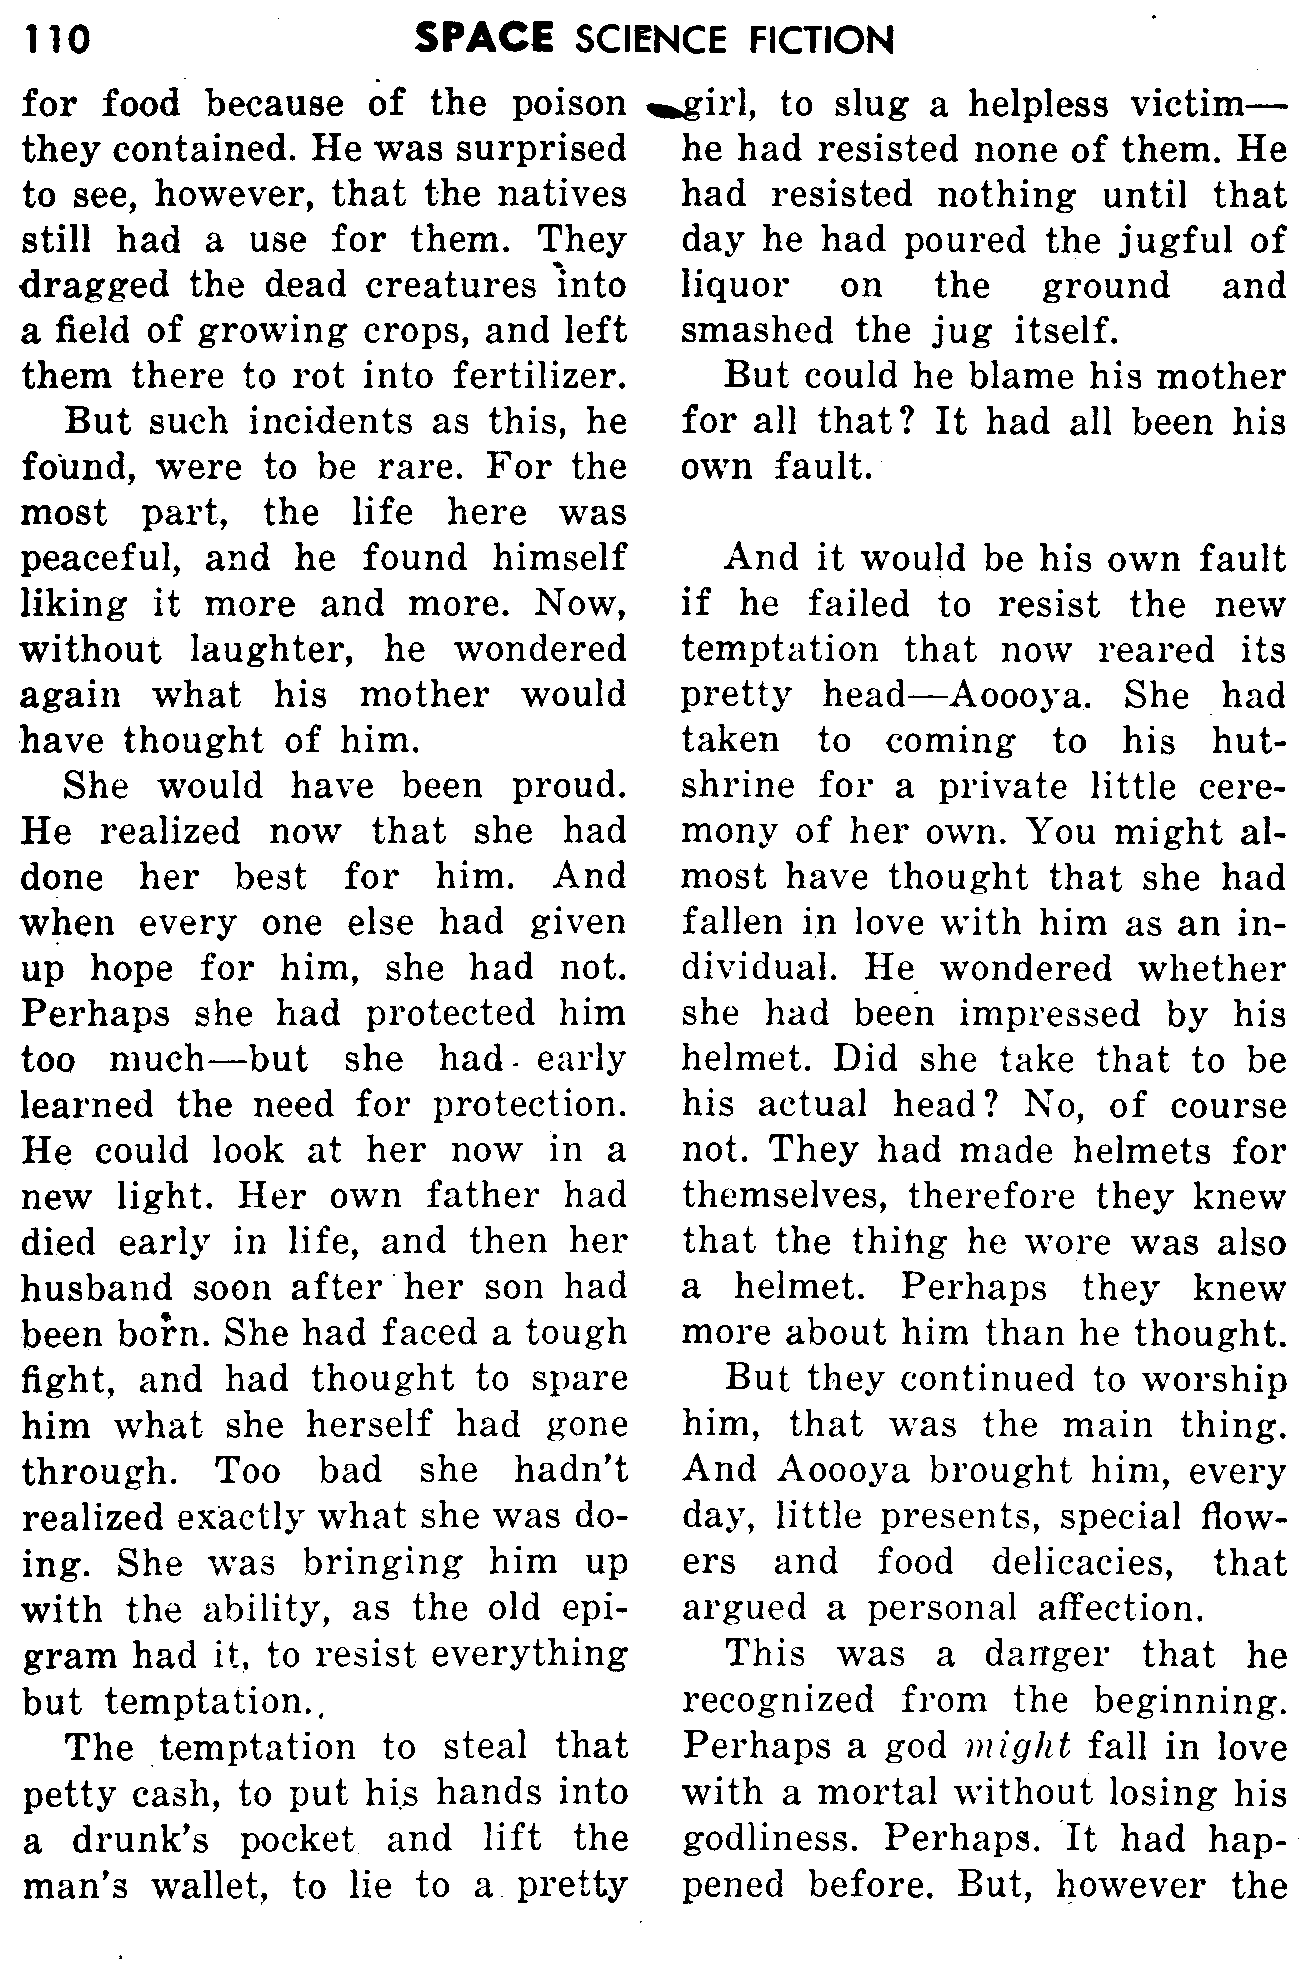 110 SPACE SCIENCE FICTION
for food because of the poison
they contained. He was surprised
to see, however, that the natives
still had a use for them. They
dragged the dead creatures into
a field of growing crops, and left
them there to rot into fertilizer.
But such incidents as this, he
found, were to be rare. For the
most part, the life here was
peaceful, and he found himself
liking it more and more. Now,
without laughter, he wondered
again what his mother would
have thought of him.
She would have been proud.
He realized now that she had
done her best for him. And
when every one else had given
up hope for him, she had not.
Perhaps she had protected him
too much—but she had early
learned the need for protection.
He could look at her now in a
new light. Her own father had
died early in life, and then her
husband soon after her son had
been born. She had faced a tough
fight, and had thought to spare
him what she herself had gone
through. Too bad she hadn't
realized exactly what she was do-
ing. She was bringing him up
with the ability, as the old epi-
gram had it, to resist everything
but temptation.
The temptation to steal that
petty cash, to put his hands into
a drunk's pocket and lift the
man's wallet, to lie to a pretty
girl, to slug a helpless victim—
he had resisted none of them. He
had resisted nothing until that
day he had poured the jugful of
liquor on the ground and
smashed the jug itself.
But could he blame his mother
for all that? It had all been his
own fault.
And it would be his own fault
if he failed to resist the new
temptation that now reared its
pretty head—Aoooya. She had
taken to coming to his hut-
shrine for a private little cere-
mony of her own. You might al-
most have thought that she had
fallen in love with him as an in-
dividual. He wondered whether
she had been impressed by his
helmet. Did she take that to be
his actual head? No, of course
not. They had made helmets for
themselves, therefore they knew
that the thing he wore was also
a helmet. Perhaps they knew
more about him than he thought.
But they continued to worship
him, that was the main thing.
And Aoooya brought him, every
day, little presents, special flow-
ers and food delicacies, that
argued a personal affection.
This was a danger that he
recognized from the beginning.
Perhaps a god might fall in love
with a mortal without losing his
godliness. Perhaps. It had hap-
pened before. But, however the